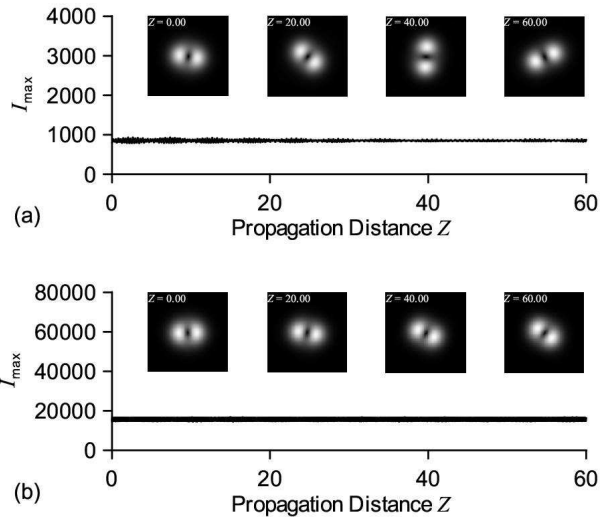 4000
Z = 0.00 Z = 20.00 Z = 40.00 Z = 60.00
3000
I max
2000
1000
0
0 20 40 60
(a) Propagation Distance Z
80000
Z = 0.00 Z = 20.00 Z = 40.00 Z = 60.00
60000
I max
40000
20000
0
0 20 40 60
(b) Propagation Distance Z